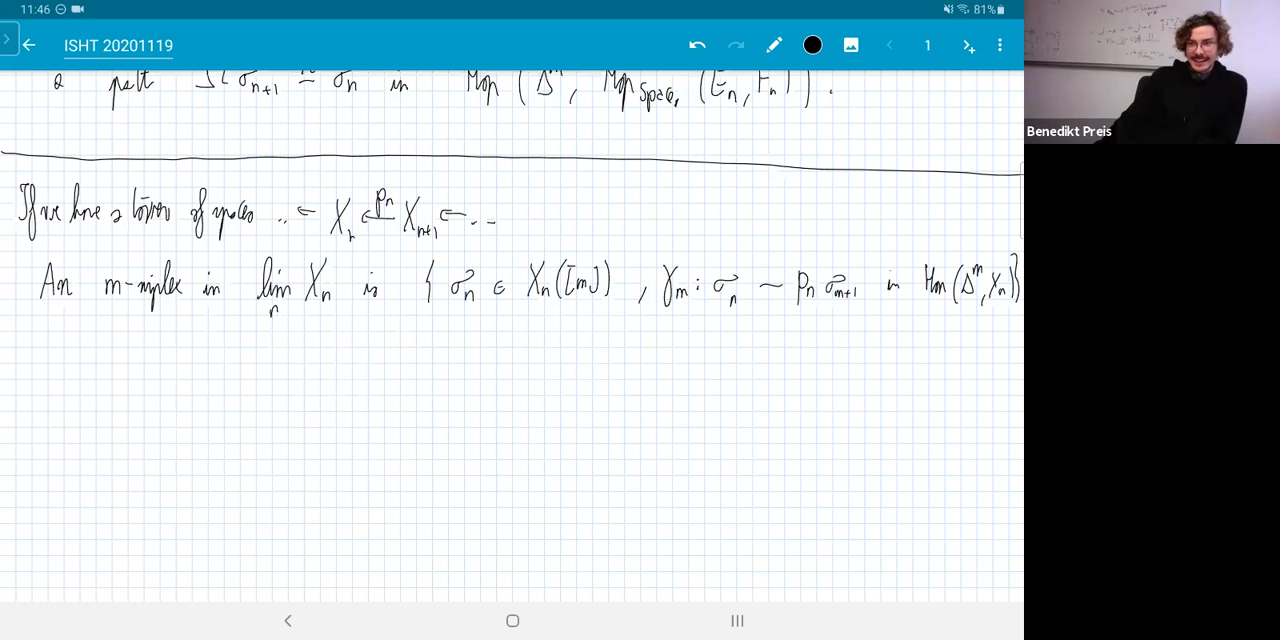 11:46 81%
ISHT 20201119
1
a path Ω σ_{n+1} ≃ σ_n in Map (Δ^m, Map_{Spac*} (E_n, F_n)).
If we have a tower of spaces .. ← X_n ←^{p_n} X_{n+1} ← ...
An m-simplex in lim_n X_n is { σ_n ∈ X_n([m]) , γ_m : σ_n ~ p_n σ_{m+1} in Map(Δ^m, X_n)}
Benedikt Preis